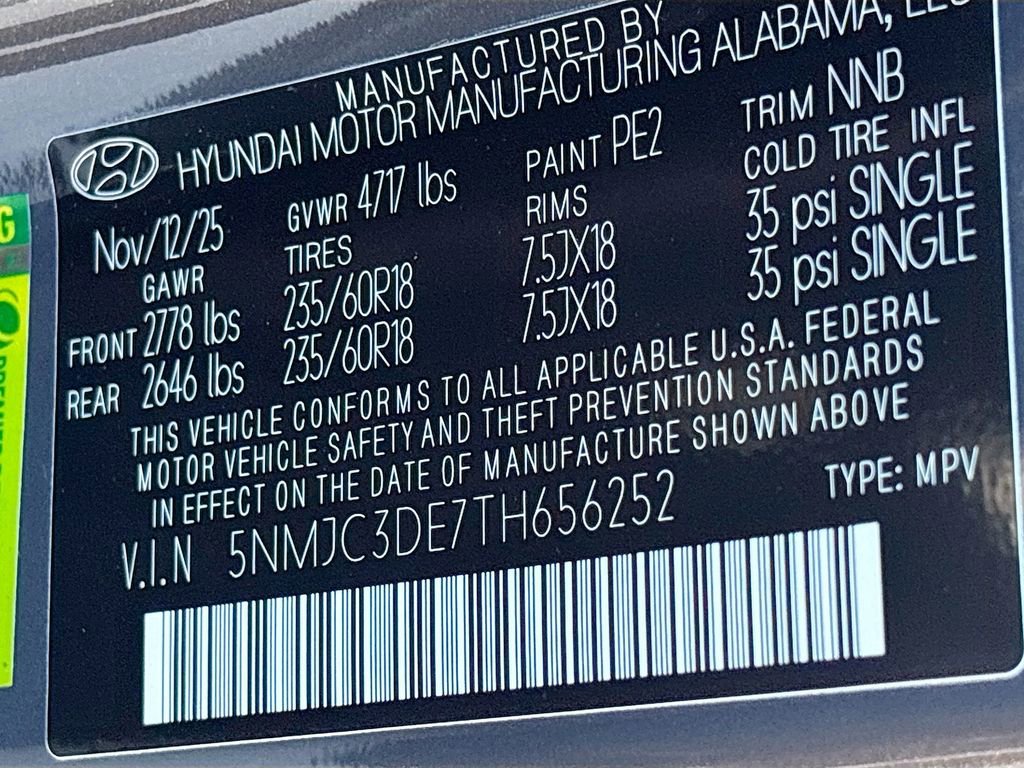 MANUFACTURED BY
HYUNDAI MOTOR MANUFACTURING ALABAMA, LLC
Nov/12/25 GVWR 4717 lbs PAINT PE2 TRIM NNB
GAWR TIRES RIMS COLD TIRE INFL
FRONT 2778 lbs 235/60R18 7.5JX18 35 psi SINGLE
REAR 2646 lbs 235/60R18 7.5JX18 35 psi SINGLE
THIS VEHICLE CONFORMS TO ALL APPLICABLE U.S.A. FEDERAL
MOTOR VEHICLE SAFETY AND THEFT PREVENTION STANDARDS
IN EFFECT ON THE DATE OF MANUFACTURE SHOWN ABOVE
V.I.N 5NMJC3DE7TH656252 TYPE: MPV
G